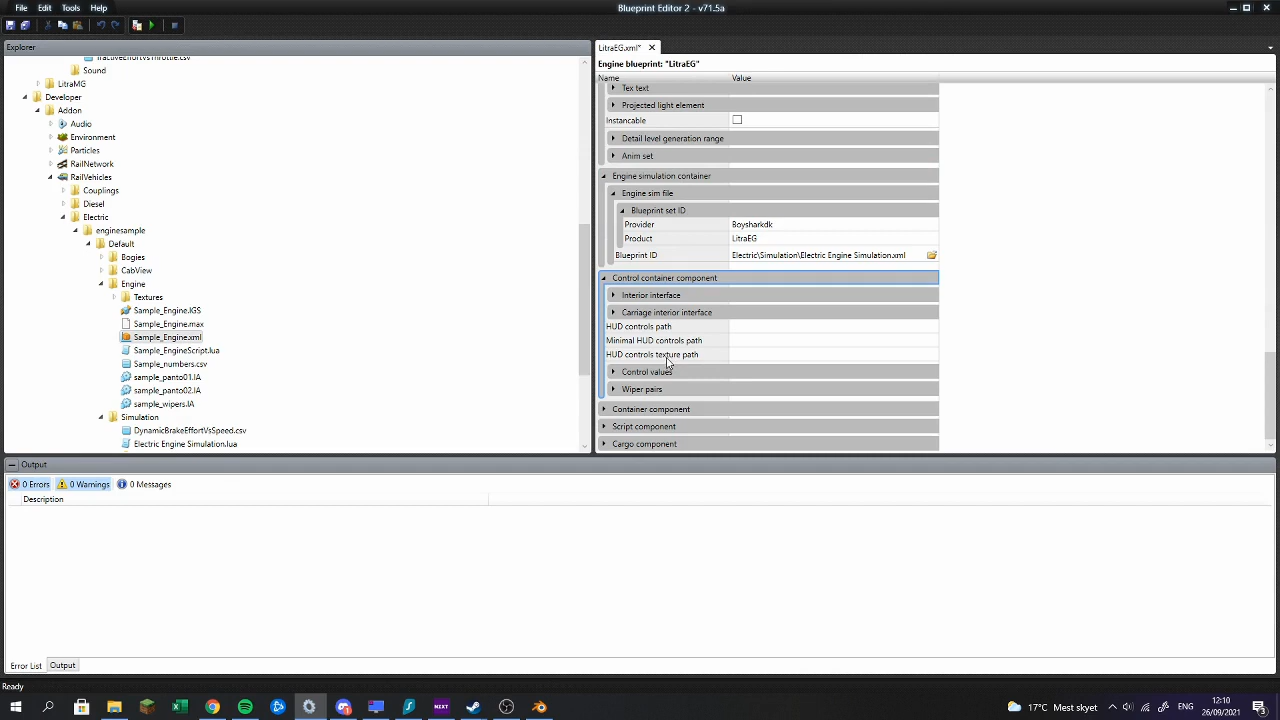 File Edit Tools Help
Blueprint Editor 2 - v71.5a
Explorer
TractiveEffortVsThrottle.csv
Sound
LitraMG
Developer
Addon
Audio
Environment
Particles
RailNetwork
RailVehicles
Couplings
Diesel
Electric
enginesample
Default
Bogies
CabView
Engine
Textures
Sample_Engine.IGS
Sample_Engine.max
Sample_Engine.xml
Sample_EngineScript.lua
Sample_numbers.csv
sample_panto01.IA
sample_panto02.IA
sample_wipers.IA
Simulation
DynamicBrakeEffortVsSpeed.csv
Electric Engine Simulation.lua
LitraEG.xml*
Engine blueprint: "LitraEG"
Name Value
Tex text
Projected light element
Instancable
Detail level generation range
Anim set
Engine simulation container
Engine sim file
Blueprint set ID
Provider Boysharkdk
Product LitraEG
Blueprint ID Electric\Simulation\Electric Engine Simulation.xml
Control container component
Interior interface
Carriage interior interface
HUD controls path
Minimal HUD controls path
HUD controls texture path
Control values
Wiper pairs
Container component
Script component
Cargo component
Output
0 Errors 0 Warnings 0 Messages
Description
Error List Output
Ready
NEXT
17°C Mest skyet
ENG
12:10
26/09/2021
3